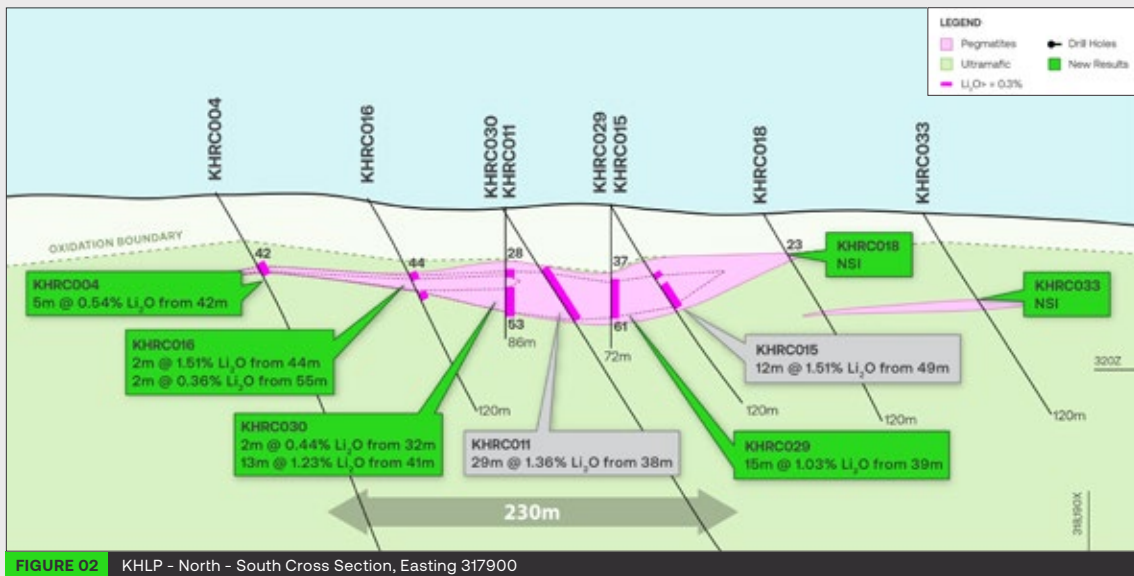 LEGEND
Pegmatites
Drill Holes
Ultramafic
New Results
Li₂O> = 0.3%
KHRC004
KHRC016
KHRC030
KHRC011
KHRC029
KHRC015
KHRC018
KHRC033
OXIDATION BOUNDARY
42
44
28
37
23
53
86m
61
72m
120m
120m
120m
120m
KHRC018
NSI
KHRC033
NSI
KHRC004
5m @ 0.54% Li₂O from 42m
KHRC016
2m @ 1.51% Li₂O from 44m
2m @ 0.36% Li₂O from 55m
KHRC015
12m @ 1.51% Li₂O from 49m
KHRC030
2m @ 0.44% Li₂O from 32m
13m @ 1.23% Li₂O from 41m
KHRC011
29m @ 1.36% Li₂O from 38m
KHRC029
15m @ 1.03% Li₂O from 39m
320Z
318,190X
230m
FIGURE 02 KHLP - North - South Cross Section, Easting 317900